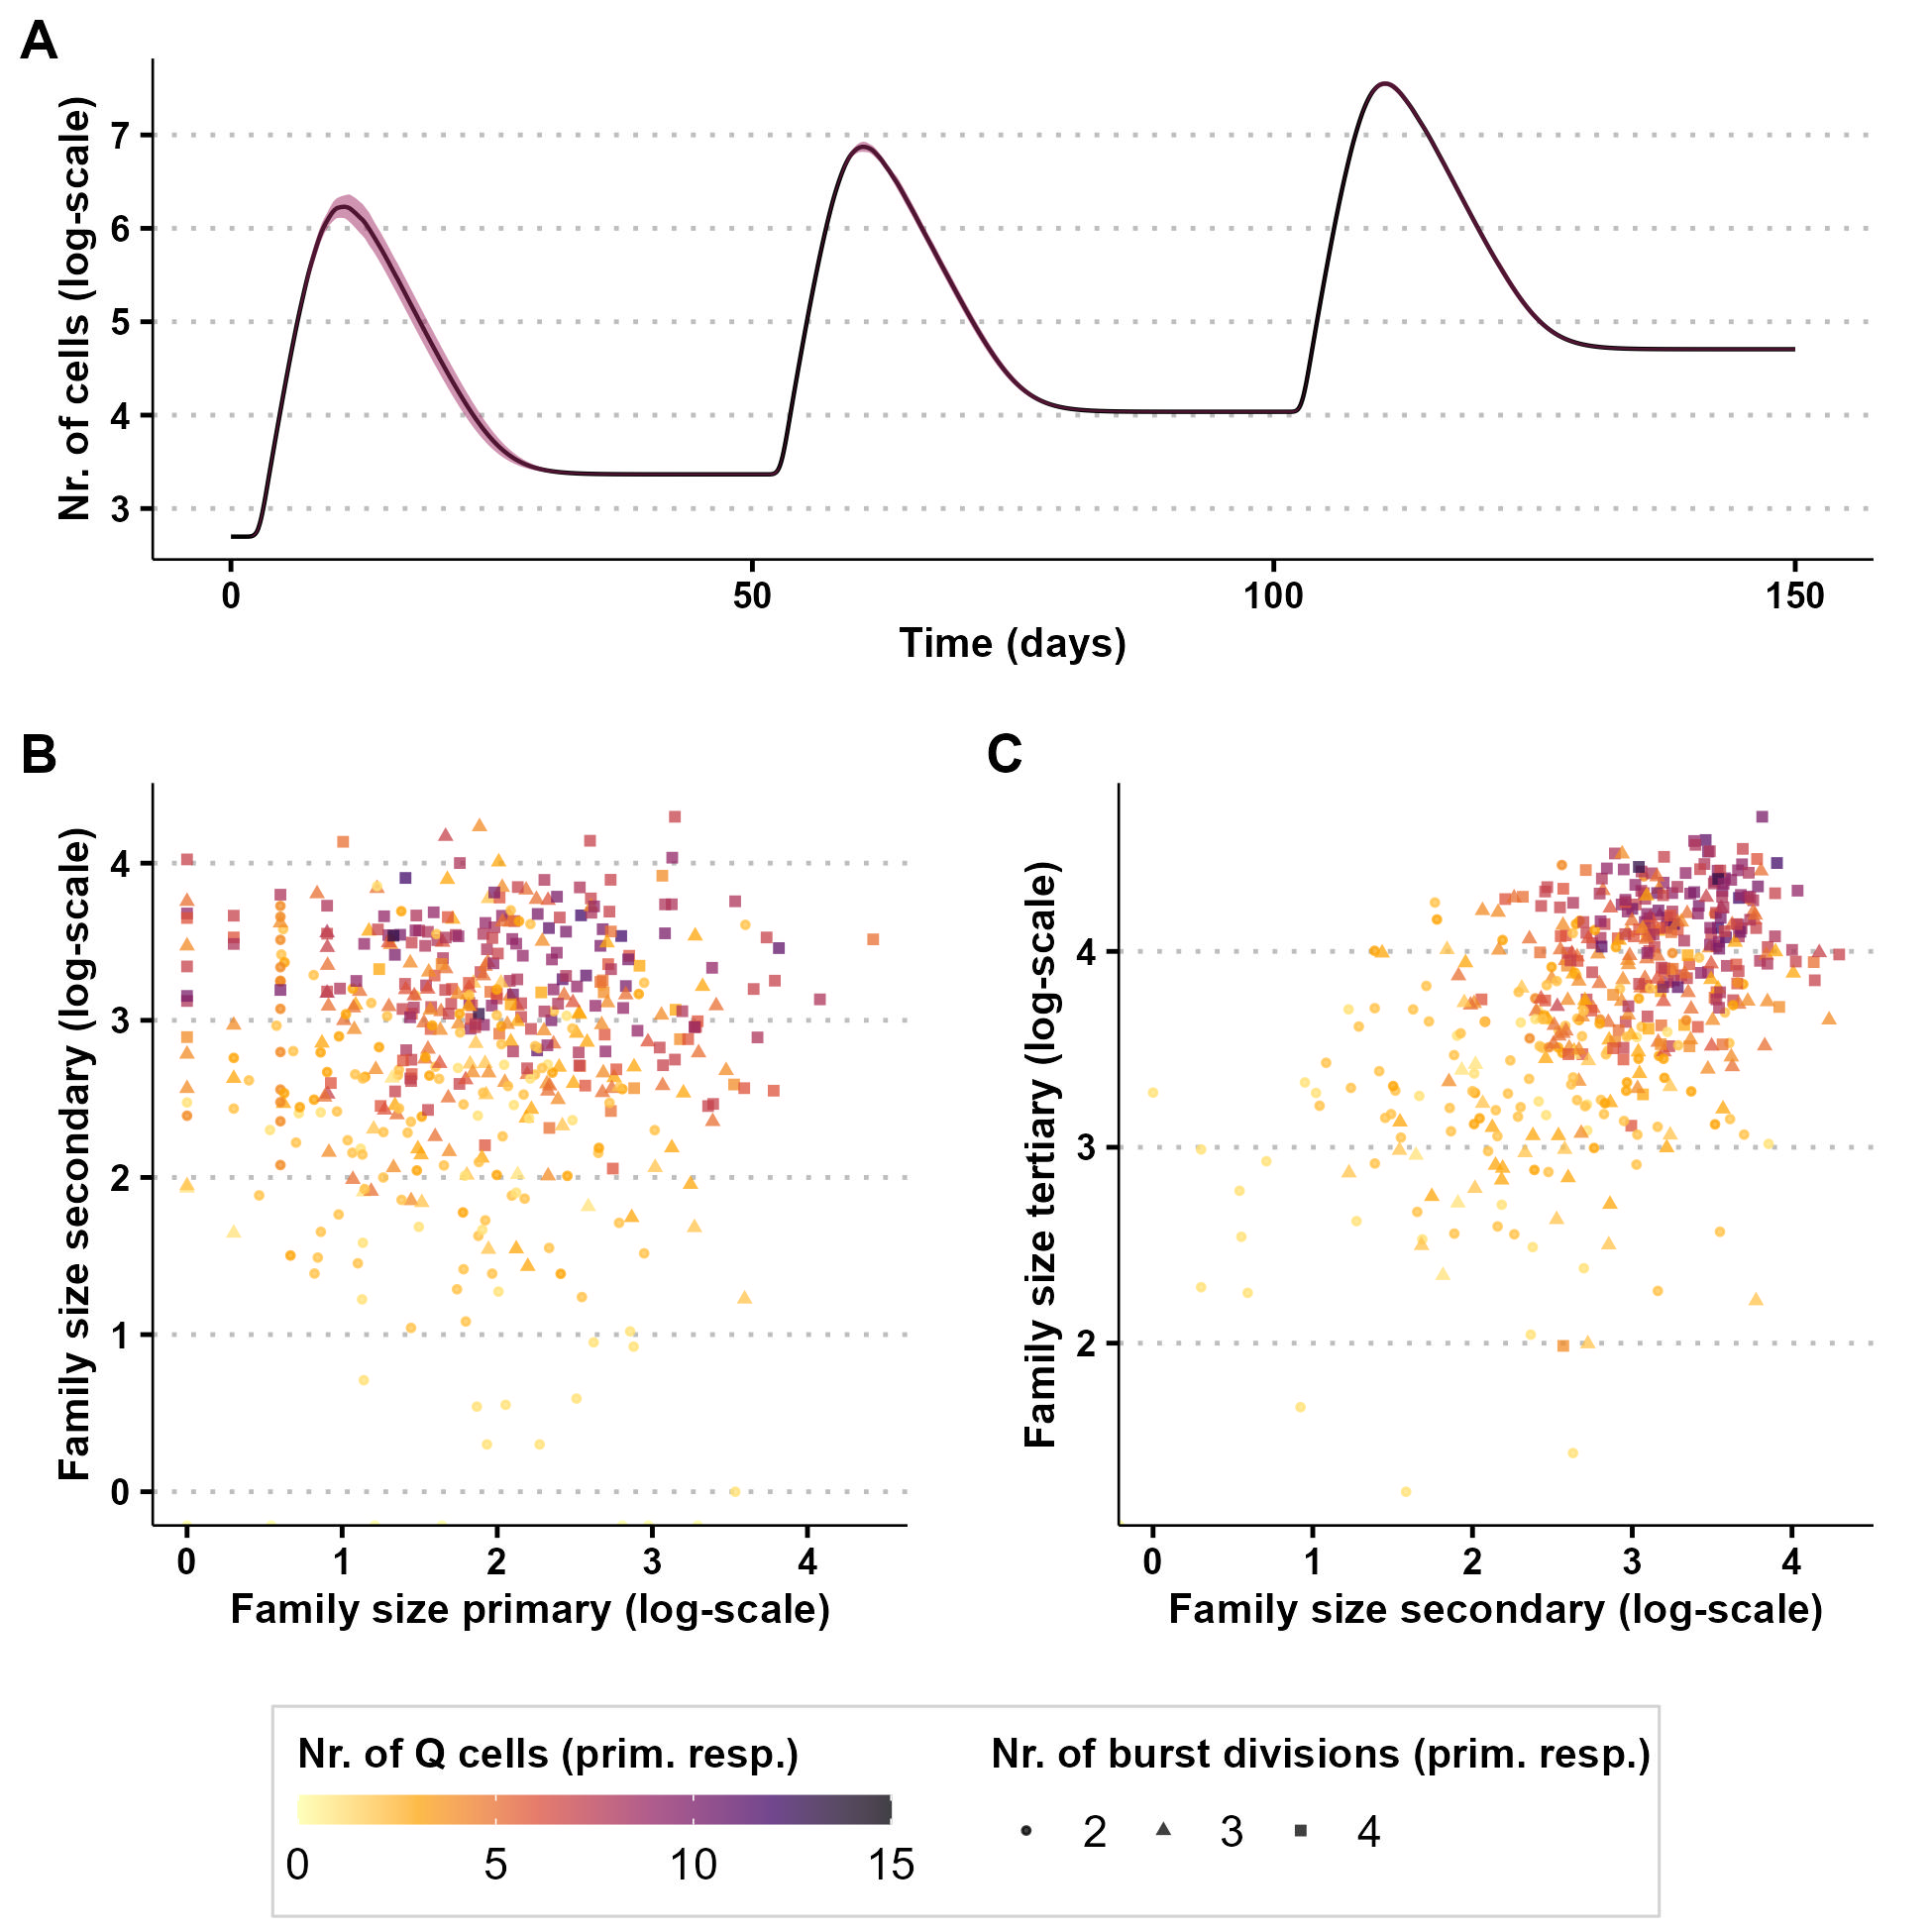 A
Nr. of cells (log-scale)
7
6
5
4
3
0 50 100 150
Time (days)
B
Family size secondary (log-scale)
4
3
2
1
0
0 1 2 3 4
Family size primary (log-scale)
C
Family size tertiary (log-scale)
4
3
2
0 1 2 3 4
Family size secondary (log-scale)
Nr. of Q cells (prim. resp.)
0 5 10 15
Nr. of burst divisions (prim. resp.)
2 3 4